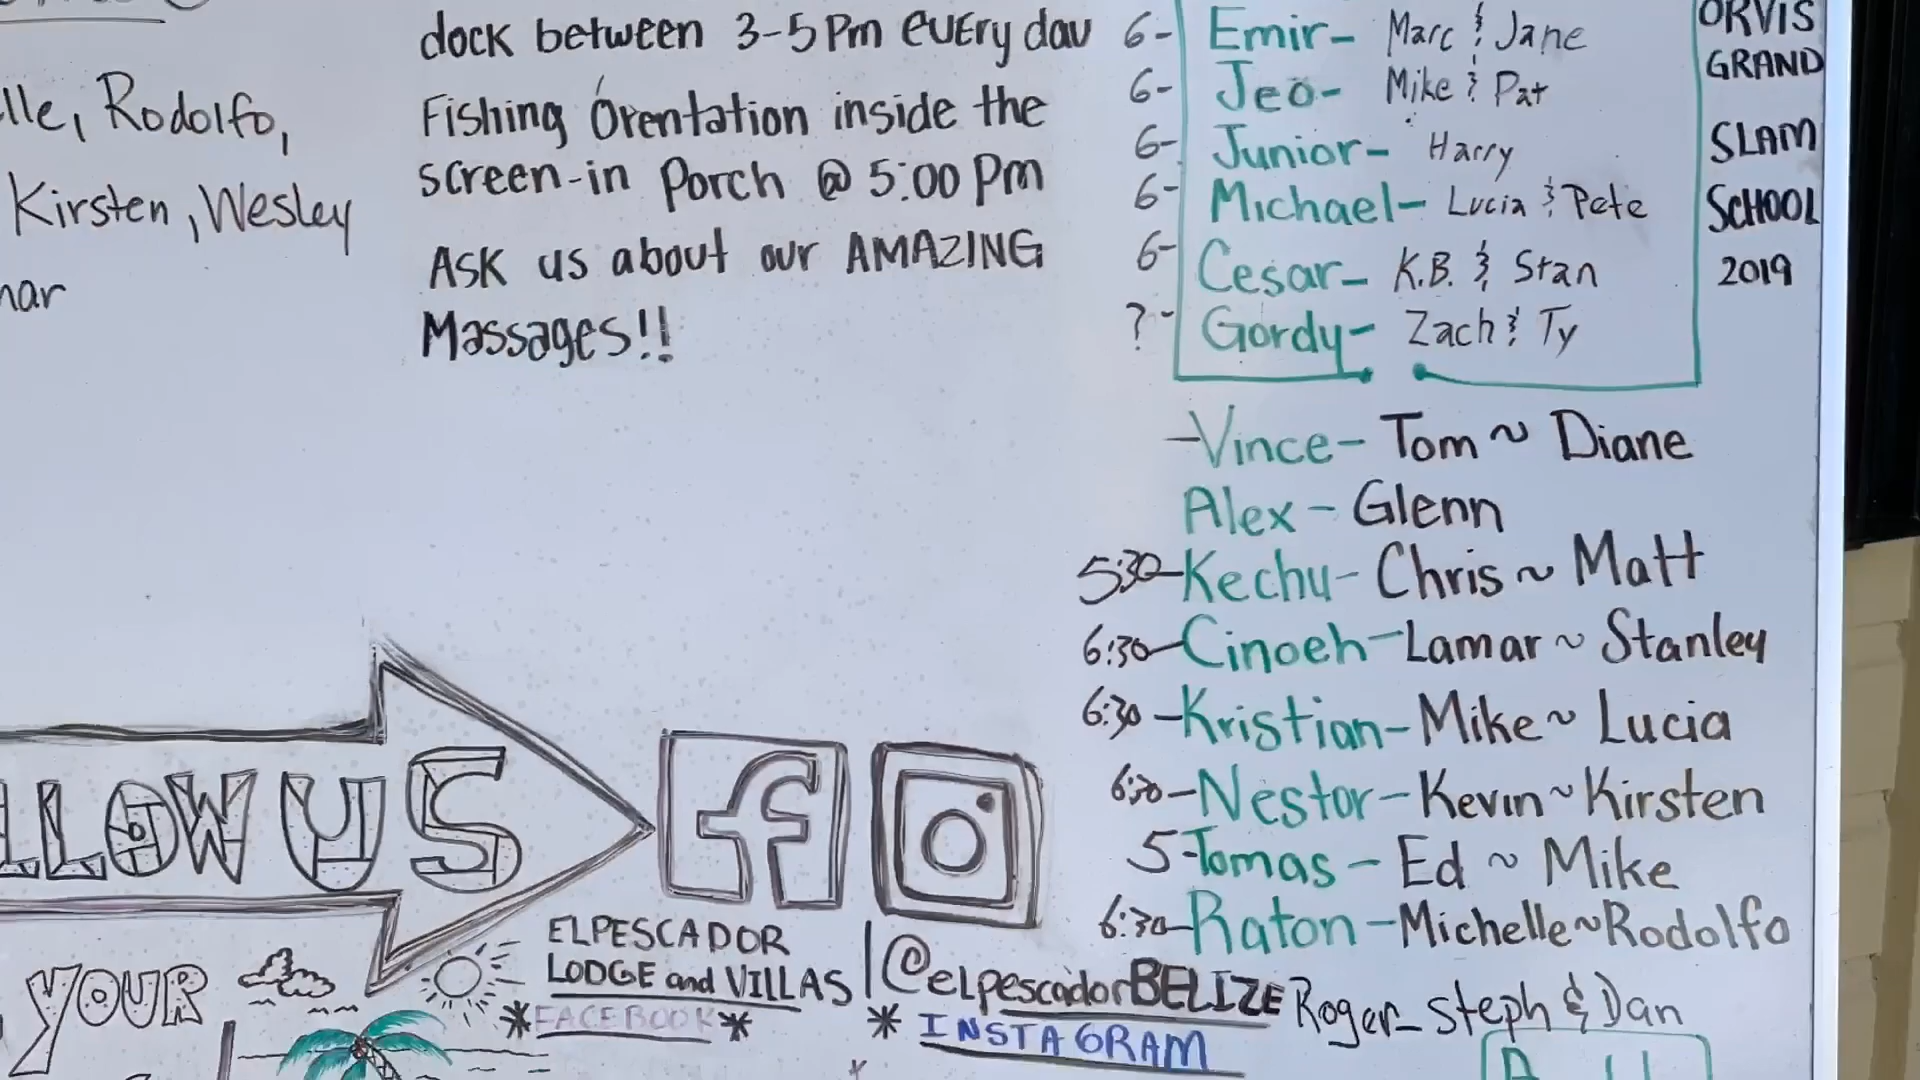 lle, Rodolfo,
Kirsten, Wesley
dock between 3-5 Pm EVERY day
Fishing Orentation inside the
screen-in Porch @ 5:00 Pm
ASK us about our AMAZING
Massages!!
6- Emir- Marc & Jane
6- Jeo- Mike & Pat
6- Junior- Harry
6- Michael- Lucia & Pete
6- Cesar- K.B. & Stan
?- Gordy- Zach & Ty
ORVIS
GRAND
SLAM
SCHOOL
2019
-Vince- Tom ~ Diane
Alex- Glenn
5:30-Kechu- Chris ~ Matt
6:30-Cinoeh-Lamar ~ Stanley
6:30-Kristian-Mike ~ Lucia
6:30-Nestor-Kevin ~ Kirsten
5-Tomas- Ed ~ Mike
6:30-Raton-Michelle~Rodolfo
Roger- Steph & Dan
LLOW US
YOUR
ELPESCADOR
LODGE and VILLAS
*FACEBOOK*
@elpescadorBELIZE
* INSTAGRAM